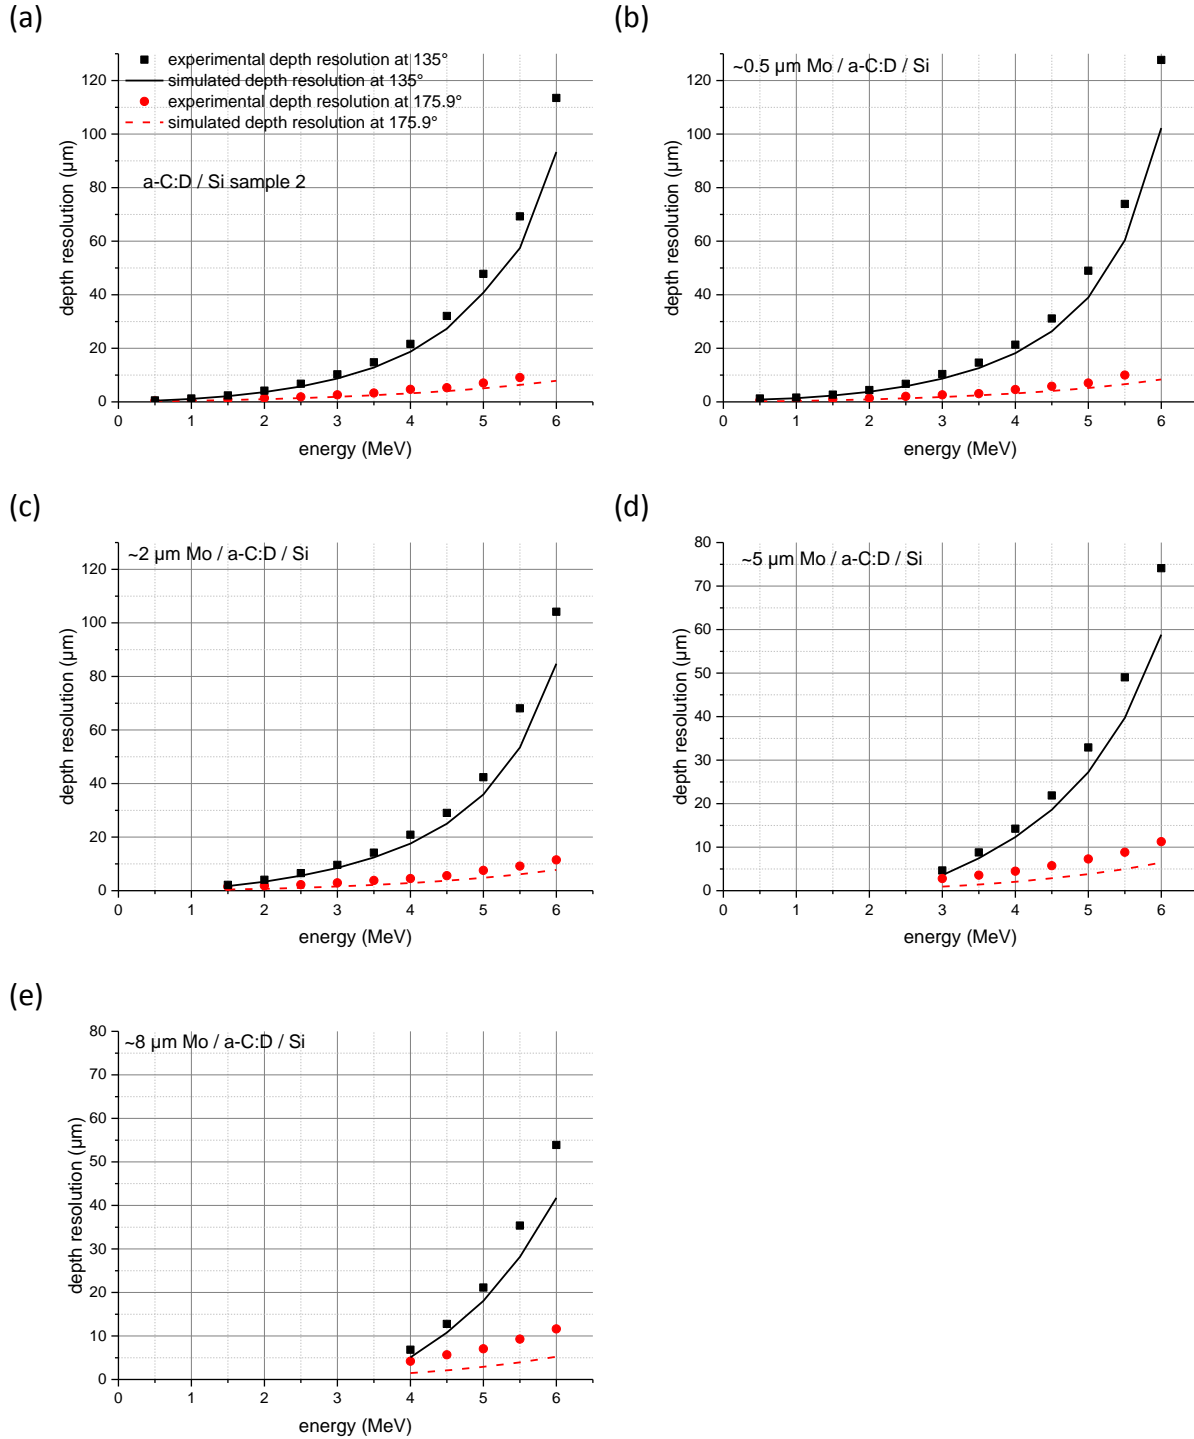 (a)
experimental depth resolution at 135°
simulated depth resolution at 135°
experimental depth resolution at 175.9°
simulated depth resolution at 175.9°
a-C:D / Si sample 2
depth resolution (µm)
120
100
80
60
40
20
0
0 1 2 3 4 5 6
energy (MeV)
(b)
~0.5 µm Mo / a-C:D / Si
depth resolution (µm)
120
100
80
60
40
20
0
0 1 2 3 4 5 6
energy (MeV)
(c)
~2 µm Mo / a-C:D / Si
depth resolution (µm)
120
100
80
60
40
20
0
0 1 2 3 4 5 6
energy (MeV)
(d)
~5 µm Mo / a-C:D / Si
depth resolution (µm)
80
70
60
50
40
30
20
10
0
0 1 2 3 4 5 6
energy (MeV)
(e)
~8 µm Mo / a-C:D / Si
depth resolution (µm)
80
70
60
50
40
30
20
10
0
0 1 2 3 4 5 6
energy (MeV)